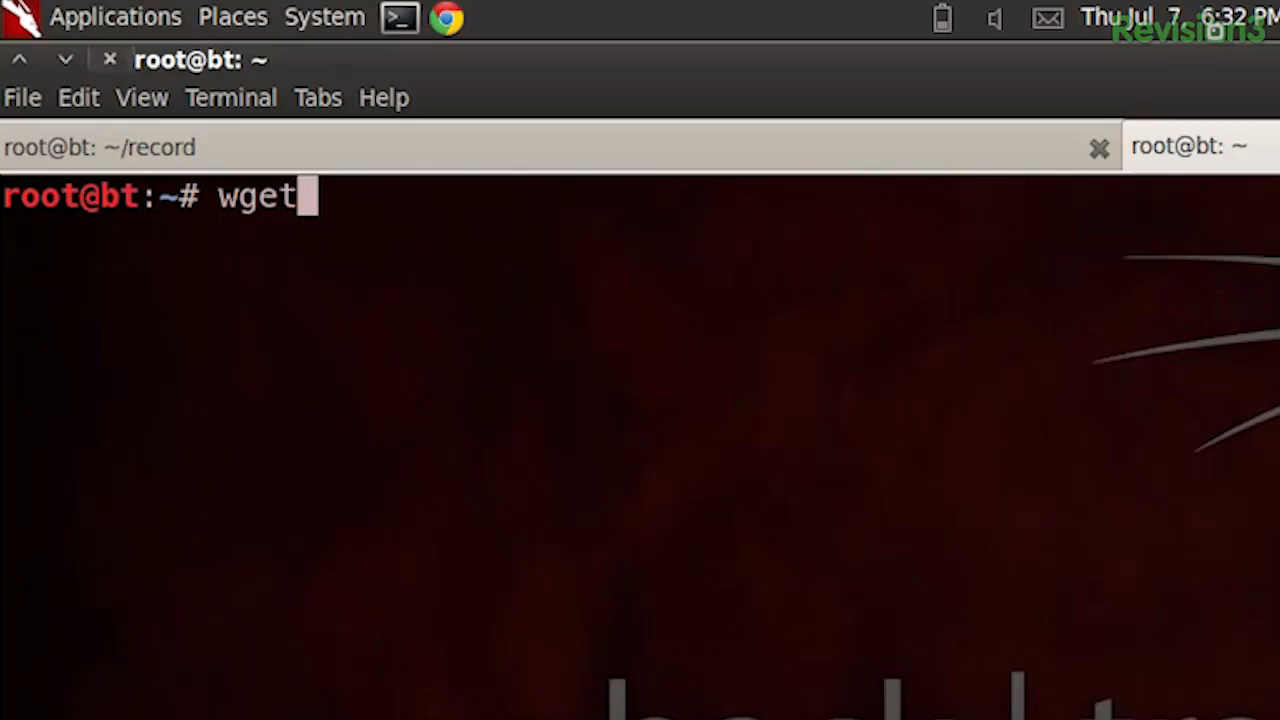 Applications Places System Thu Jul 7, 6:32 PM
Revision3
root@bt: ~
File Edit View Terminal Tabs Help
root@bt: ~/record
root@bt: ~
root@bt:~# wget